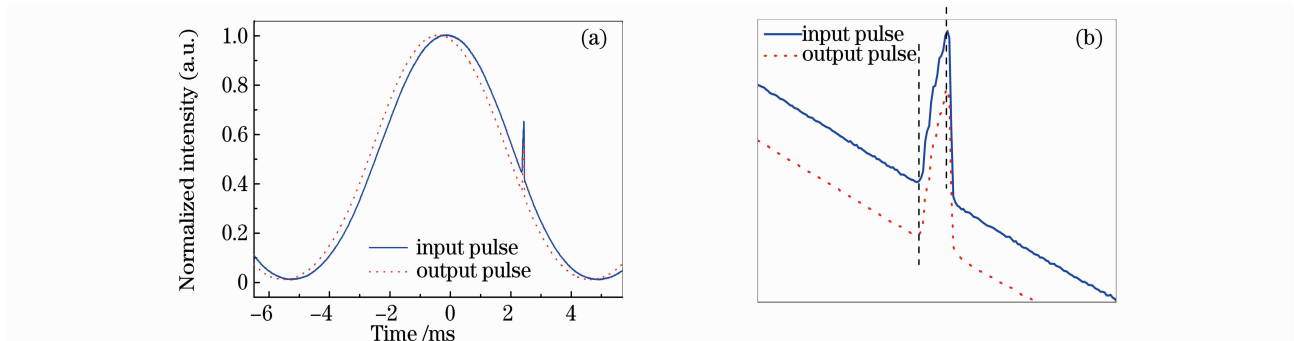 Normalized intensity (a.u.)
1.0
0.8
0.6
0.4
0.2
0
(a)
input pulse
output pulse
−6
−4
−2
0
2
4
Time /ms
(b)
input pulse
output pulse